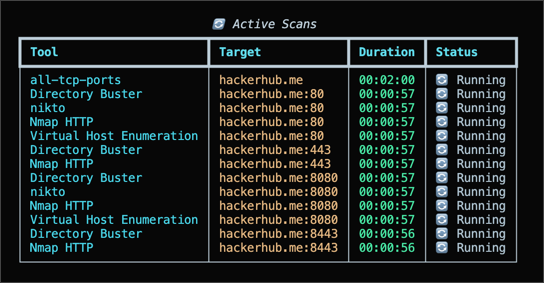 🔄 Active Scans
Tool Target Duration Status
all-tcp-ports hackerhub.me 00:02:00 🔄 Running
Directory Buster hackerhub.me:80 00:00:57 🔄 Running
nikto hackerhub.me:80 00:00:57 🔄 Running
Nmap HTTP hackerhub.me:80 00:00:57 🔄 Running
Virtual Host Enumeration hackerhub.me:80 00:00:57 🔄 Running
Directory Buster hackerhub.me:443 00:00:57 🔄 Running
Nmap HTTP hackerhub.me:443 00:00:57 🔄 Running
Directory Buster hackerhub.me:8080 00:00:57 🔄 Running
nikto hackerhub.me:8080 00:00:57 🔄 Running
Nmap HTTP hackerhub.me:8080 00:00:57 🔄 Running
Virtual Host Enumeration hackerhub.me:8080 00:00:57 🔄 Running
Directory Buster hackerhub.me:8443 00:00:56 🔄 Running
Nmap HTTP hackerhub.me:8443 00:00:56 🔄 Running